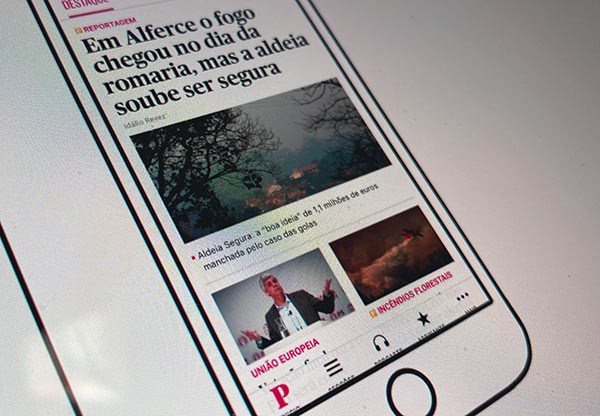 DESTAQUE
REPORTAGEM
Em Alferce o fogo
chegou no dia da
romaria, mas a aldeia
soube ser segura
Idálio Revez
Aldeia Segura: a "boa ideia" de 1,1 milhões de euros
manchada pelo caso das golas
UNIÃO EUROPEIA
INCÊNDIOS FLORESTAIS
P